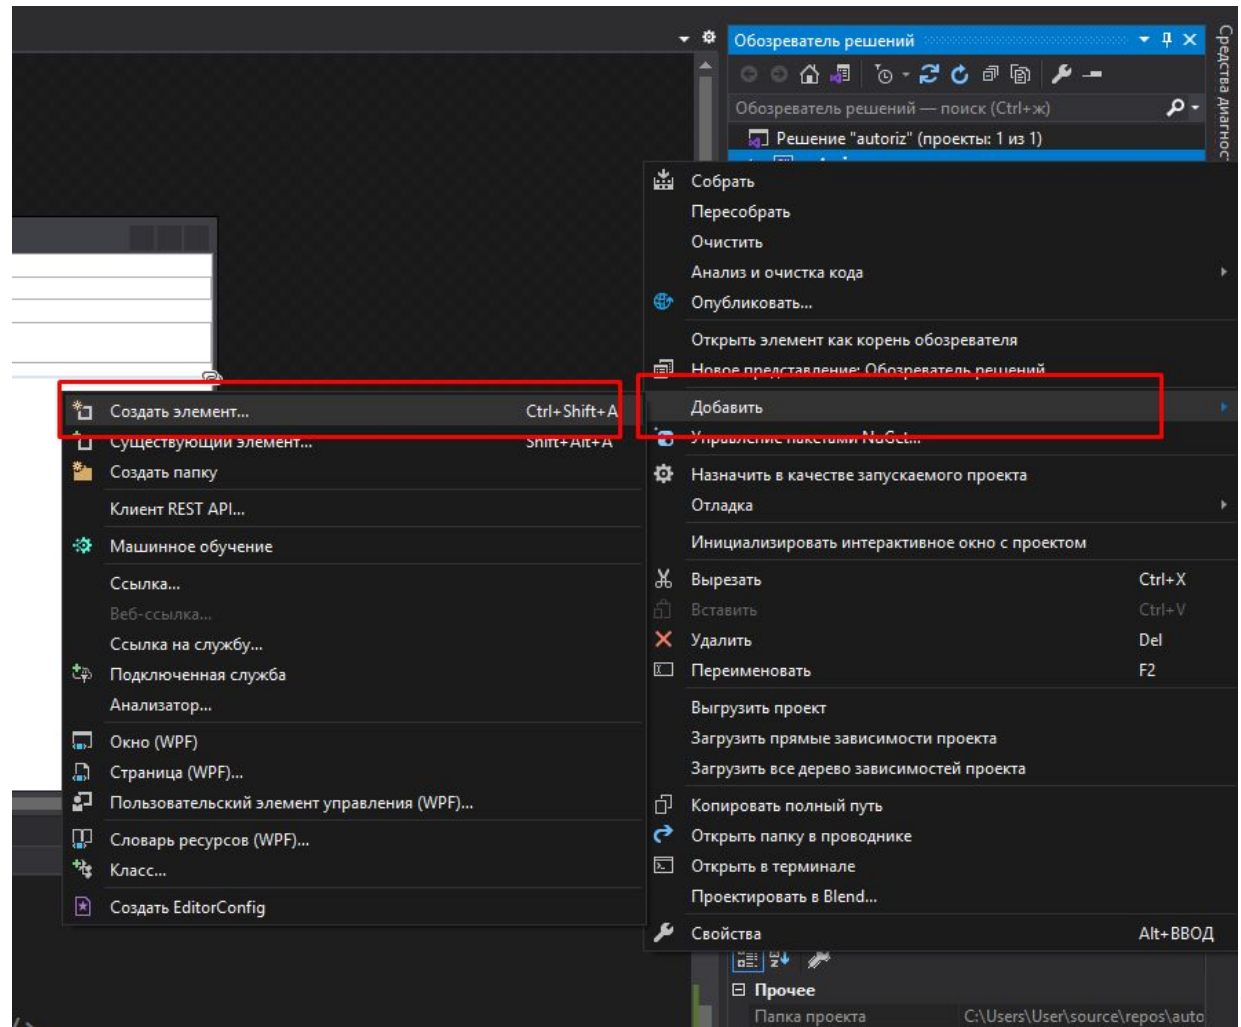 Обозреватель решений
Средства диагнос
Обозреватель решений — поиск (Ctrl+ж)
Решение "autoriz" (проекты: 1 из 1)
Собрать
Пересобрать
Очистить
Анализ и очистка кода
Опубликовать...
Открыть элемент как корень обозревателя
Новое представление: Обозреватель решений
Добавить
Управление пакетами NuGet...
Назначить в качестве запускаемого проекта
Отладка
Инициализировать интерактивное окно с проектом
Вырезать Ctrl+X
Вставить Ctrl+V
Удалить Del
Переименовать F2
Выгрузить проект
Загрузить прямые зависимости проекта
Загрузить все дерево зависимостей проекта
Копировать полный путь
Открыть папку в проводнике
Открыть в терминале
Проектировать в Blend...
Свойства Alt+ВВОД
Создать элемент... Ctrl+Shift+A
Существующий элемент... Shift+Alt+A
Создать папку
Клиент REST API...
Машинное обучение
Ссылка...
Веб-ссылка...
Ссылка на службу...
Подключенная служба
Анализатор...
Окно (WPF)
Страница (WPF)...
Пользовательский элемент управления (WPF)...
Словарь ресурсов (WPF)...
Класс...
Создать EditorConfig
Прочее
Папка проекта C:\Users\User\source\repos\auto